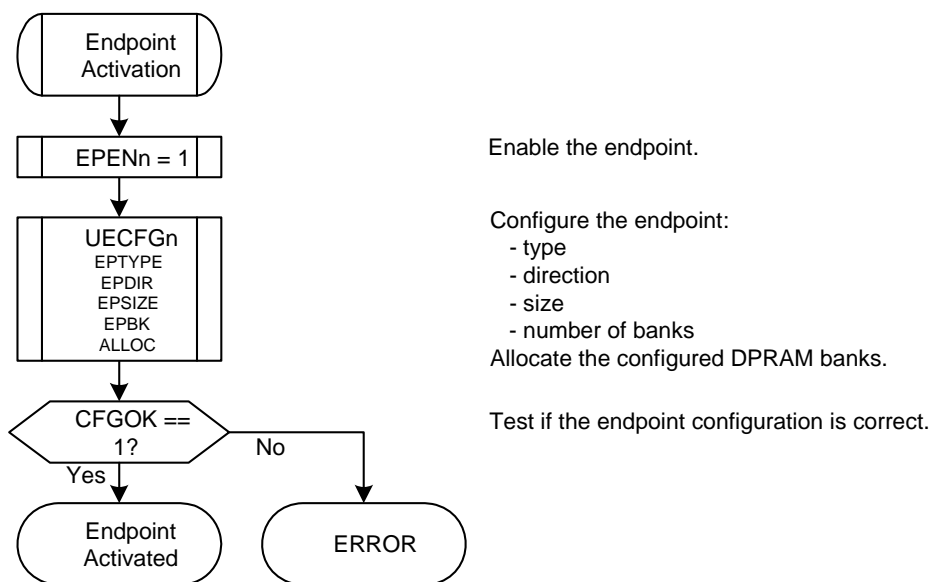 Endpoint
Activation
EPENn = 1
Enable the endpoint.
UECFGn
EPTYPE
EPDIR
EPSIZE
EPBK
ALLOC
Configure the endpoint:
- type
- direction
- size
- number of banks
Allocate the configured DPRAM banks.
CFGOK ==
1?
Test if the endpoint configuration is correct.
No
Yes
Endpoint
Activated
ERROR